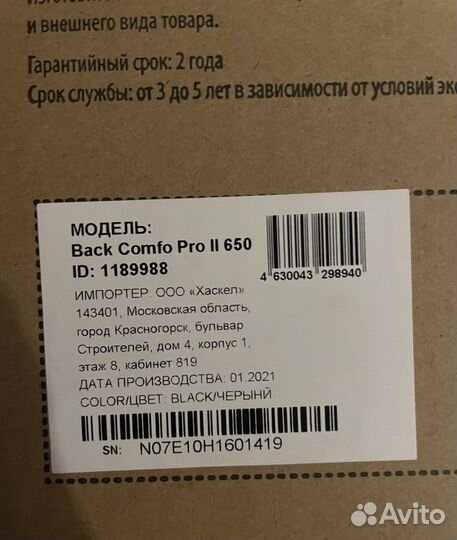 и внешнего вида товара.
Гарантийный срок: 2 года
Срок службы: от 3 до 5 лет в зависимости от условий
МОДЕЛЬ:
Back Comfo Pro II 650
ID: 1189988
4 630043 298940
ИМПОРТЕР: ООО «Хаскел»
143401, Московская область,
город Красногорск, бульвар
Строителей, дом 4, корпус 1,
этаж 8, кабинет 819
ДАТА ПРОИЗВОДСТВА: 01.2021
COLOR/ЦВЕТ: BLACK/ЧЕРЫНЙ
SN: N07E10H1601419
Avito